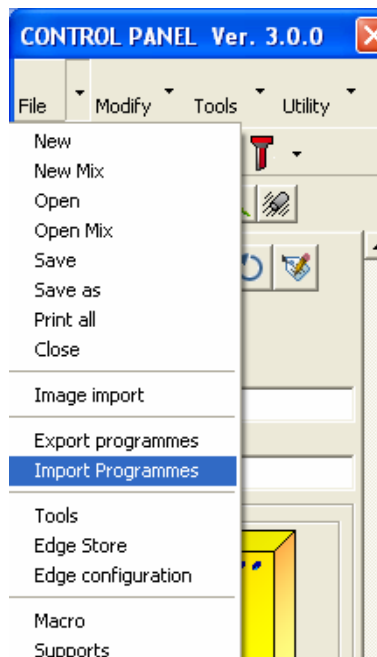 CONTROL PANEL Ver. 3.0.0
File Modify Tools Utility
New
New Mix
Open
Open Mix
Save
Save as
Print all
Close
Image import
Export programmes
Import Programmes
Tools
Edge Store
Edge configuration
Macro
Supports